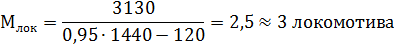 Mлок = 3130 / (0,95 · 1440 − 120) = 2,5 ≈ 3 локомотива